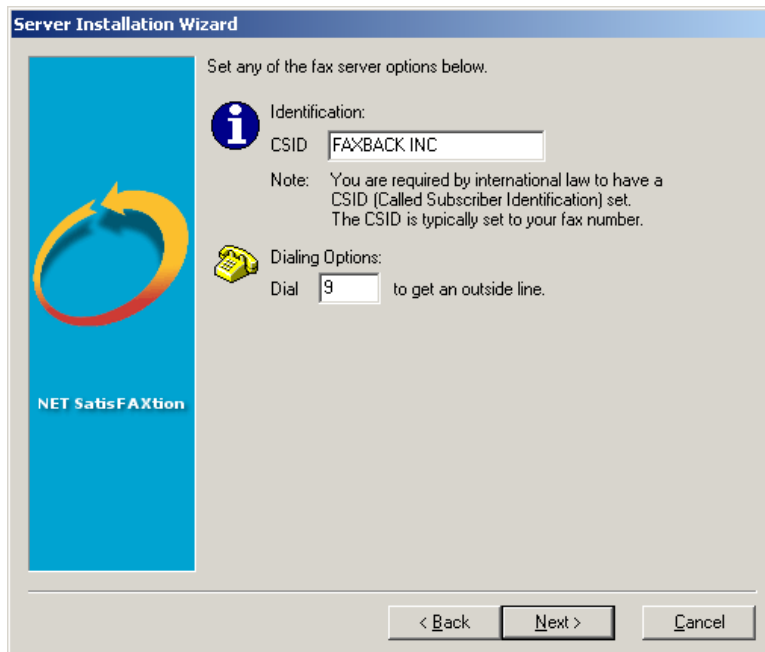 Server Installation Wizard
Set any of the fax server options below.
Identification:
CSID FAXBACK INC
Note: You are required by international law to have a
CSID (Called Subscriber Identification) set.
The CSID is typically set to your fax number.
Dialing Options:
Dial 9 to get an outside line.
NET SatisFAXtion
< Back Next > Cancel